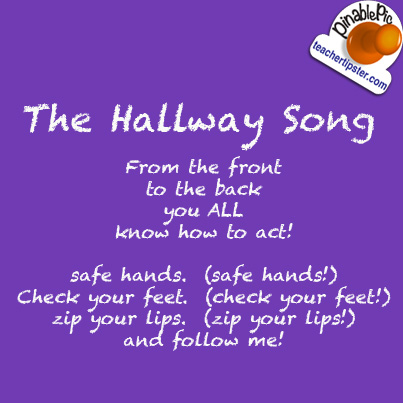 PinablePic
teachertipster.com
The Hallway Song
From the front
to the back
you ALL
know how to act!
safe hands. (safe hands!)
Check your feet. (check your feet!)
zip your lips. (zip your lips!)
and follow me!